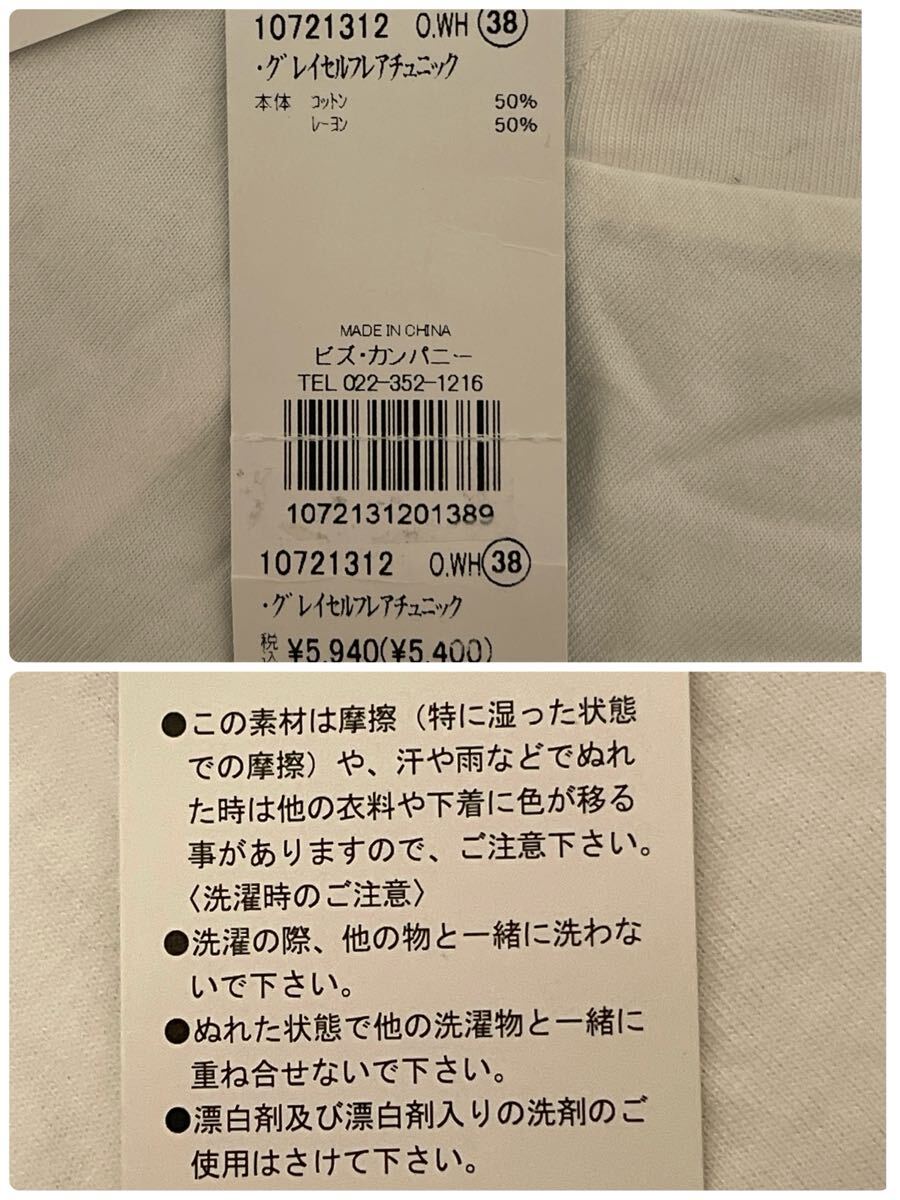 10721312 O.WH 38
・グレイセルフレアチュニック
本体 コットン 50%
レーヨン 50%
MADE IN CHINA
ビズ・カンパニー
TEL 022-352-1216
1072131201389
10721312 O.WH 38
・グレイセルフレアチュニック
税込 ¥5,940(¥5,400)
●この素材は摩擦（特に湿った状態
での摩擦）や、汗や雨などでぬれ
た時は他の衣料や下着に色が移る
事がありますので、ご注意下さい。
〈洗濯時のご注意〉
●洗濯の際、他の物と一緒に洗わな
いで下さい。
●ぬれた状態で他の洗濯物と一緒に
重ね合せないで下さい。
●漂白剤及び漂白剤入りの洗剤のご
使用はさけて下さい。